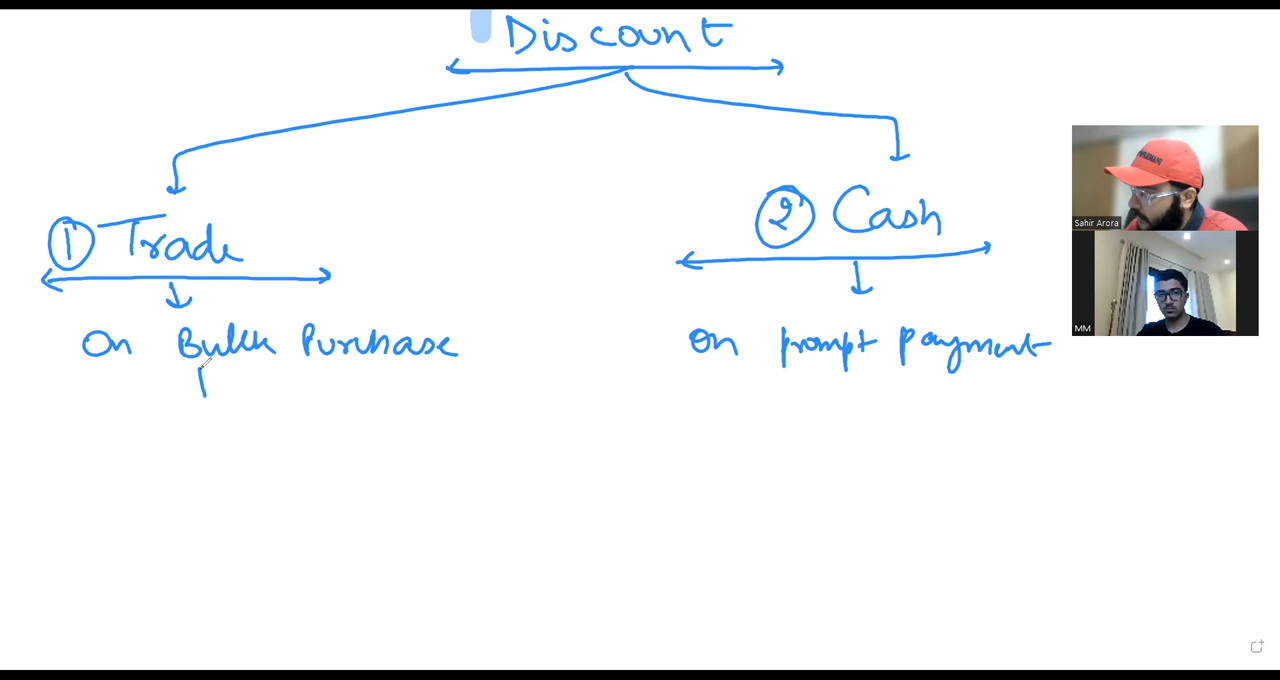 Discount
① Trade
② Cash
On Bulk Purchase
on prompt payment
Sahir Arora
MM